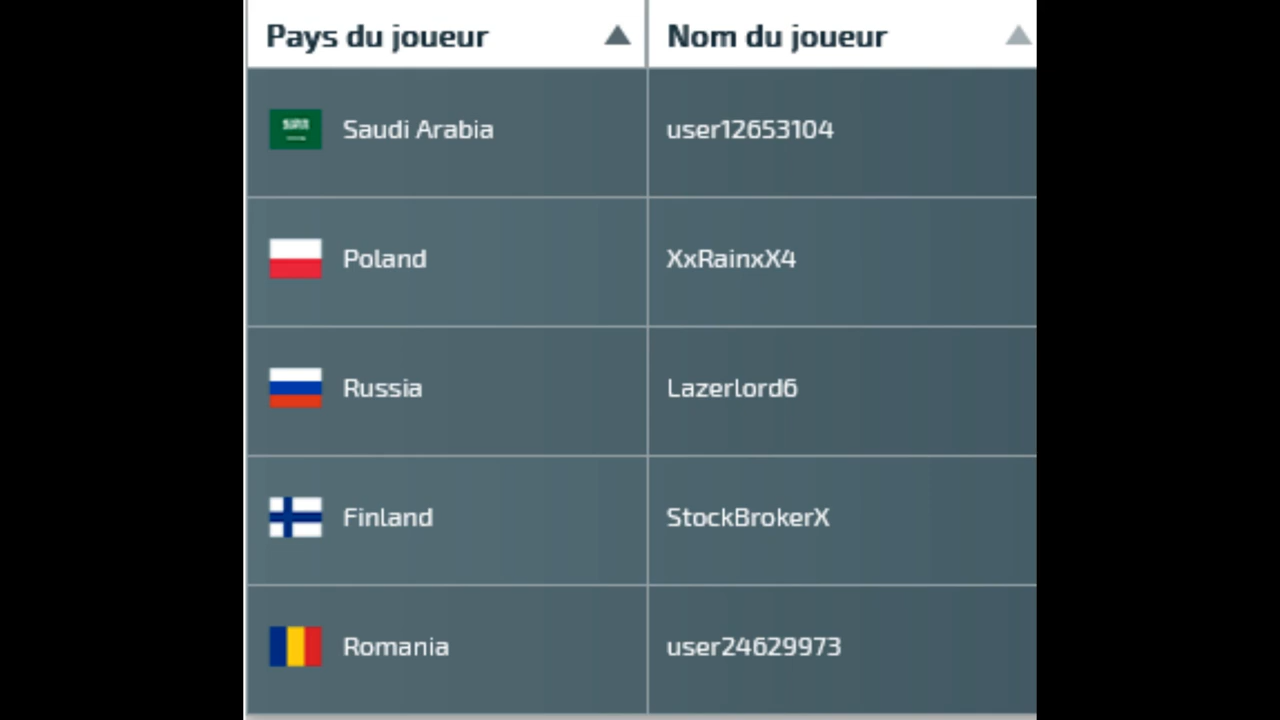 Pays du joueur Nom du joueur
Saudi Arabia user12653104
Poland XxRainxX4
Russia Lazerlord6
Finland StockBrokerX
Romania user24629973